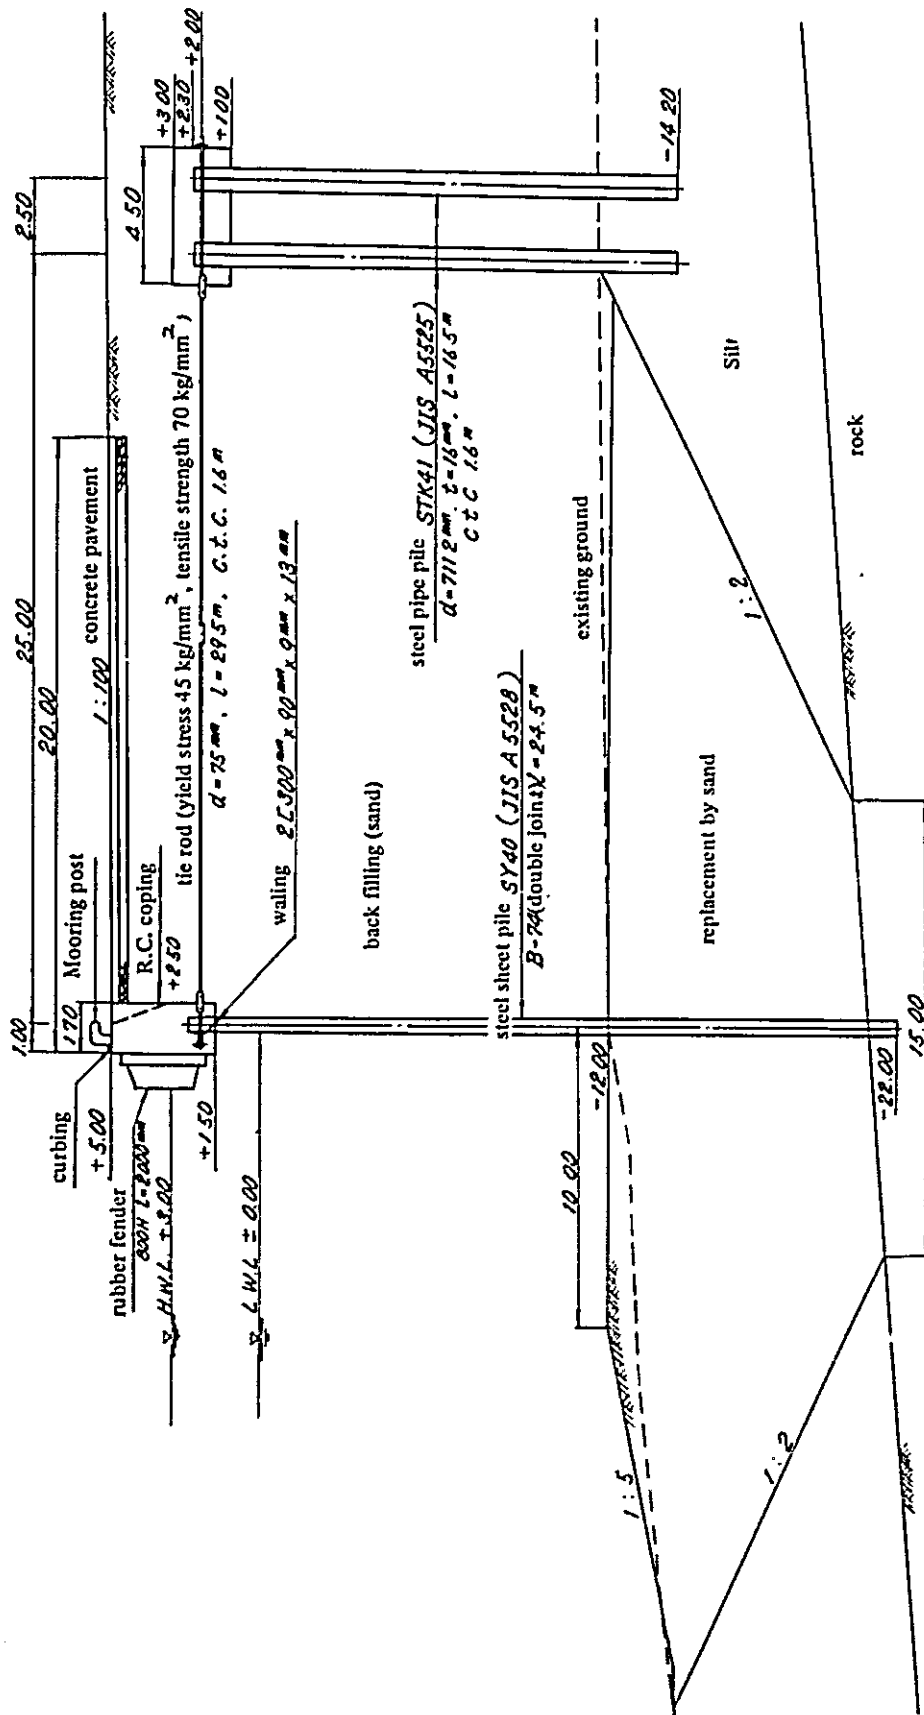 25.00
2.50
1.00
20.00
1.70
Mooring post
1:100
concrete pavement
4.50
+3.00
+2.30
+2.00
+1.00
curbing
+5.00
R.C. coping
+2.50
tie rod (yield stress 45 kg/mm², tensile strength 70 kg/mm² )
d=75mm, l=29.5m, c.t.c. 1.6m
rubber fender
800H L=2000mm
H.W.L. +3.00
+1.50
waling 2[300mm×90mm×9mm×13mm
L.W.L ±0.00
back filling (sand)
steel pipe pile STK41 (JIS A5525)
d=711.2mm, t=16mm, l=16.5m
c t c 1.6m
steel sheet pile SY40 (JIS A5528)
(double joint) l=24.5m
existing ground
10.00
-12.00
-14.20
replacement by sand
Silt
rock
1:5
1:2
1:2
-22.00
15.00